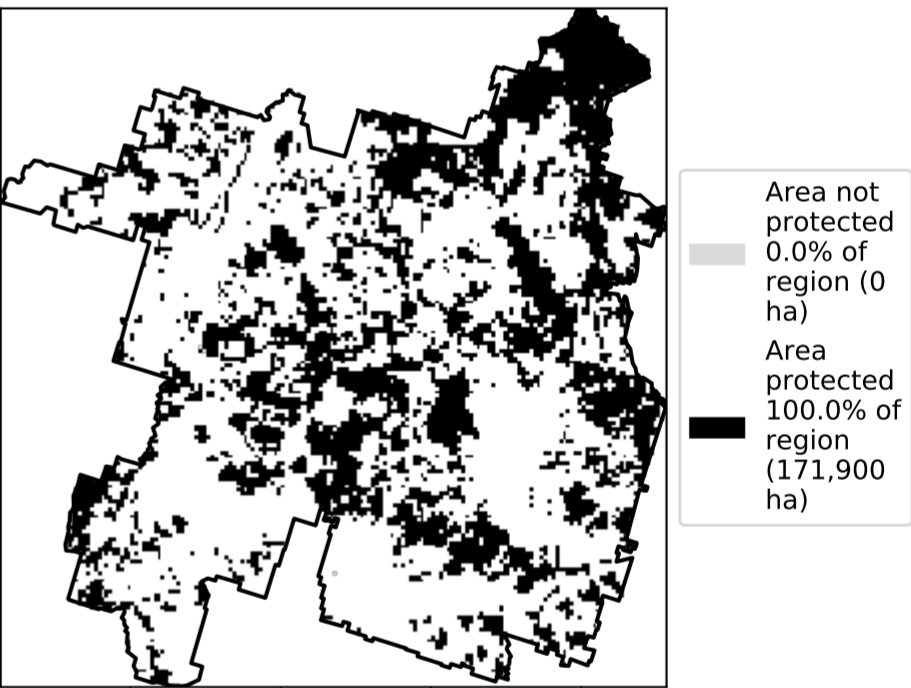 Area not
protected
0.0% of
region (0
ha)
Area
protected
100.0% of
region
(171,900
ha)